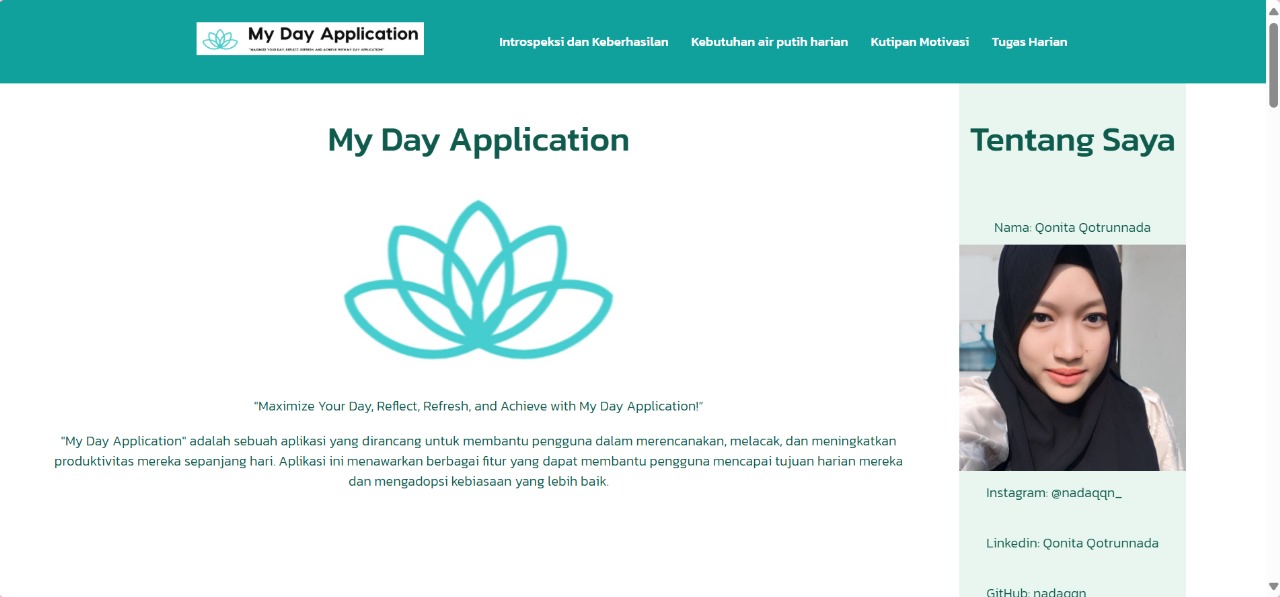 My Day Application
"MAXIMIZE YOUR DAY, REFLECT, REFRESH, AND ACHIEVE WITH MY DAY APPLICATION!"
Introspeksi dan Keberhasilan
Kebutuhan air putih harian
Kutipan Motivasi
Tugas Harian
My Day Application
"Maximize Your Day, Reflect, Refresh, and Achieve with My Day Application!"
"My Day Application" adalah sebuah aplikasi yang dirancang untuk membantu pengguna dalam merencanakan, melacak, dan meningkatkan
produktivitas mereka sepanjang hari. Aplikasi ini menawarkan berbagai fitur yang dapat membantu pengguna mencapai tujuan harian mereka
dan mengadopsi kebiasaan yang lebih baik.
Tentang Saya
Nama: Qonita Qotrunnada
Instagram: @nadaqqn_
Linkedin: Qonita Qotrunnada
GitHub: nadaqqn